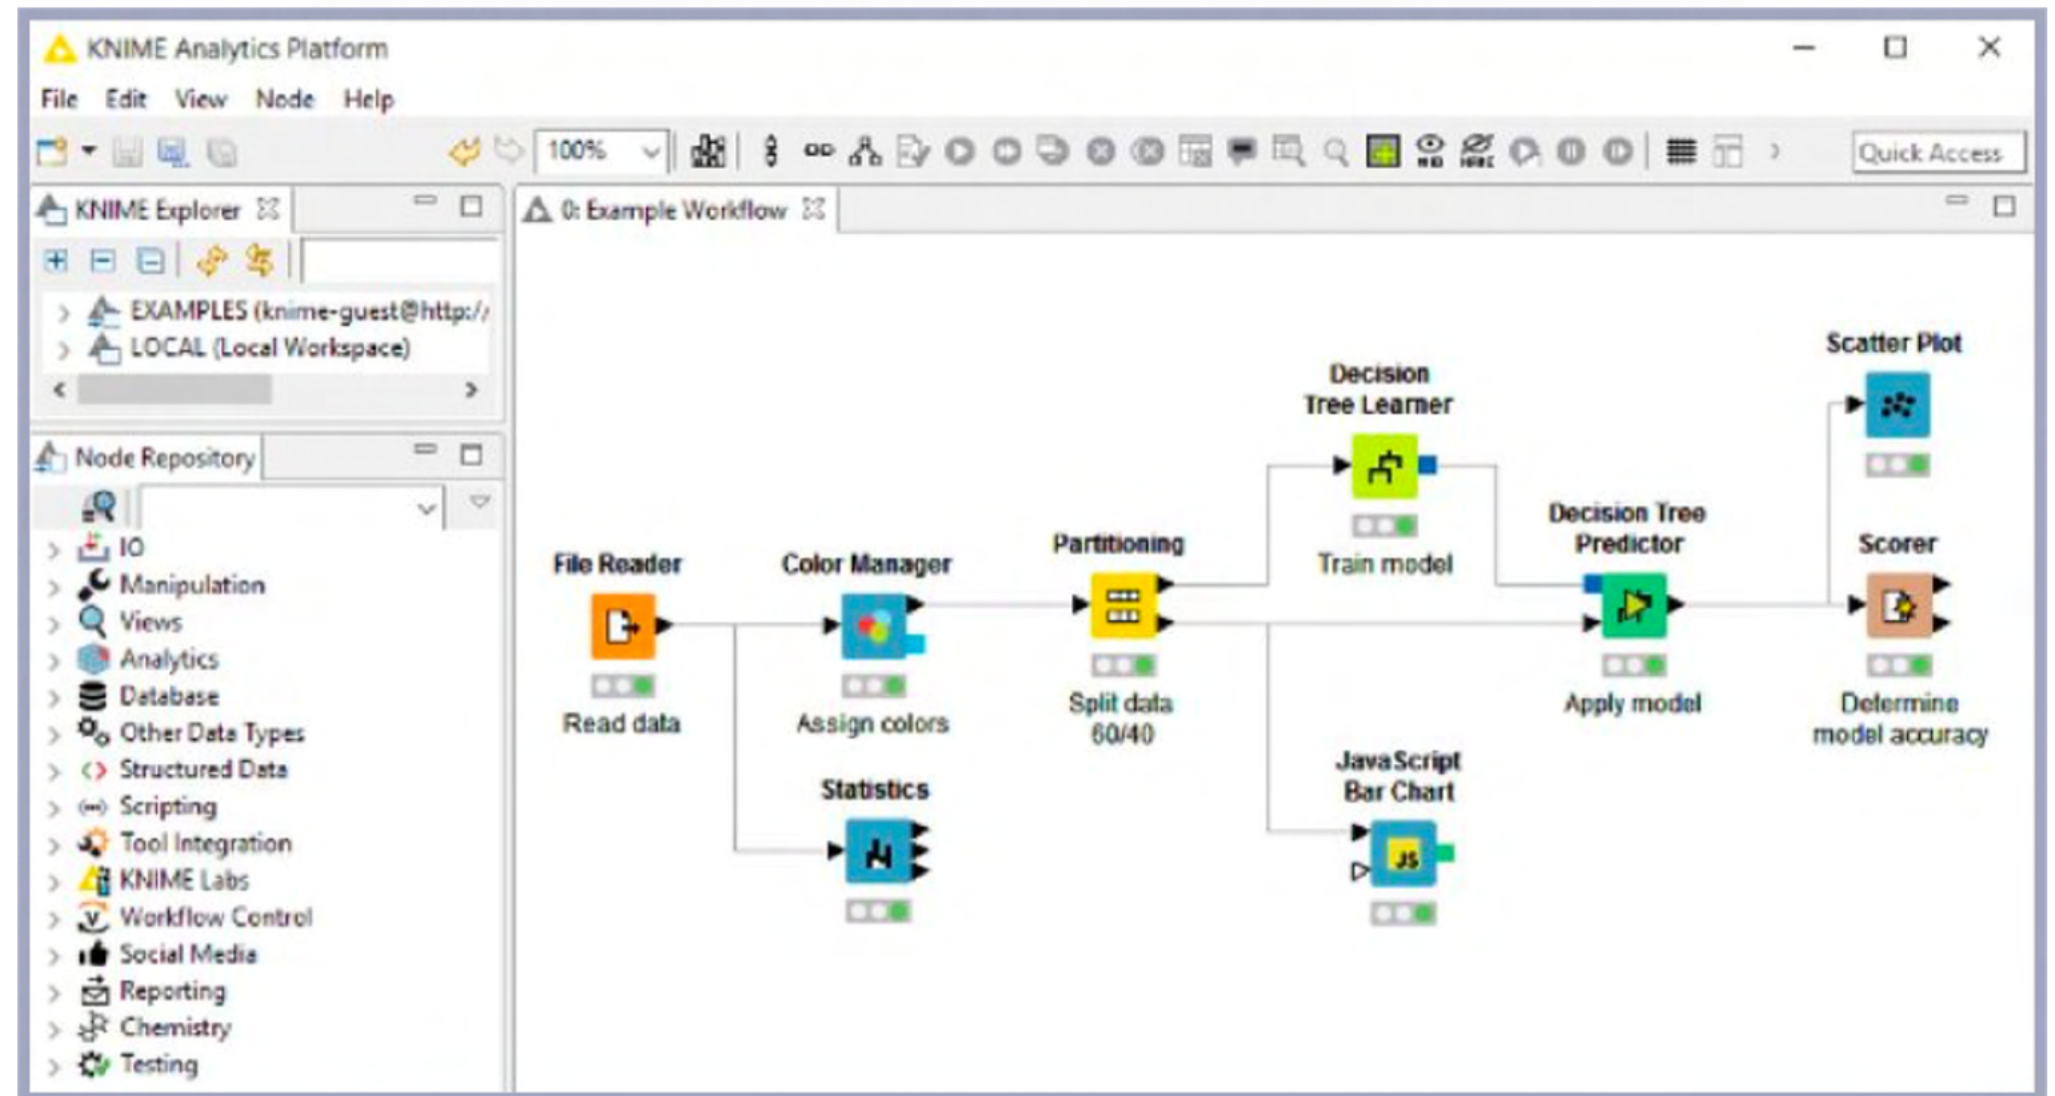 KNIME Analytics Platform
File Edit View Node Help
100%
Quick Access
KNIME Explorer
EXAMPLES (knime-guest@http://
LOCAL (Local Workspace)
Node Repository
IO
Manipulation
Views
Analytics
Database
Other Data Types
Structured Data
Scripting
Tool Integration
KNIME Labs
Workflow Control
Social Media
Reporting
Chemistry
Testing
0: Example Workflow
File Reader
Read data
Color Manager
Assign colors
Statistics
Partitioning
Split data
60/40
Decision
Tree Learner
Train model
JavaScript
Bar Chart
JS
Decision Tree
Predictor
Apply model
Scatter Plot
Scorer
Determine
model accuracy